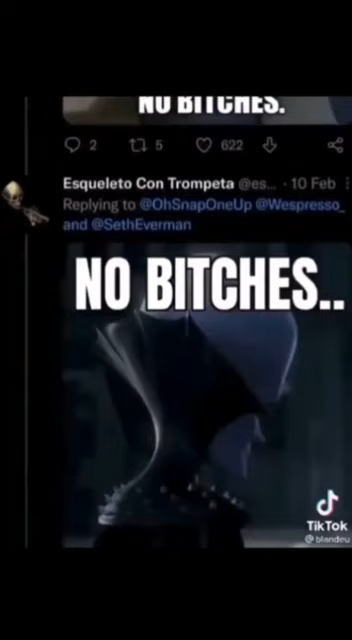 NO BITCHES.
2 5 622
Esqueleto Con Trompeta @es... · 10 Feb
Replying to @OhSnapOneUp @Wespresso_
and @SethEverman
NO BITCHES..
TikTok
@blandeu